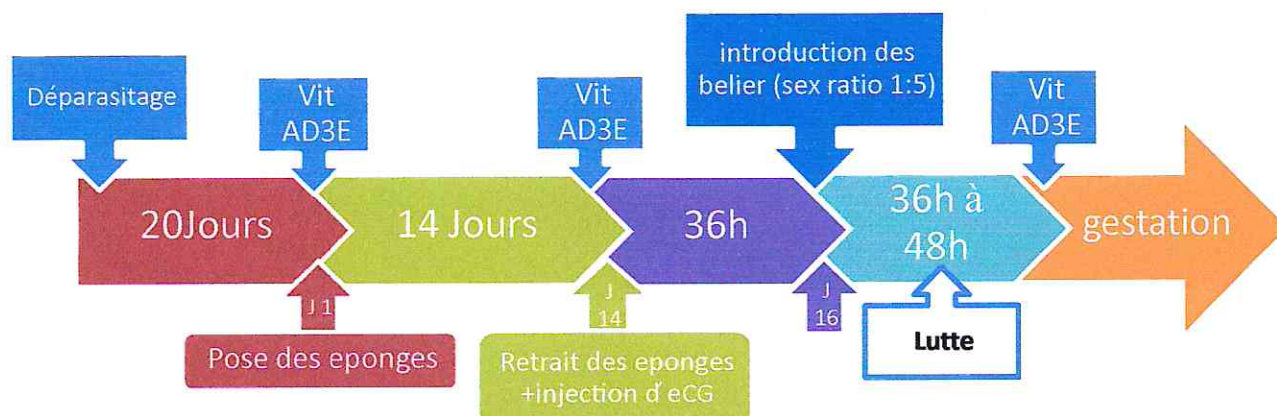 Déparasitage
Vit
AD3E
Vit
AD3E
introduction des
belier (sex ratio 1:5)
Vit
AD3E
20Jours
14 Jours
36h
36h à
48h
gestation
J 1
J
14
J
16
Pose des eponges
Retrait des eponges
+injection d'eCG
Lutte